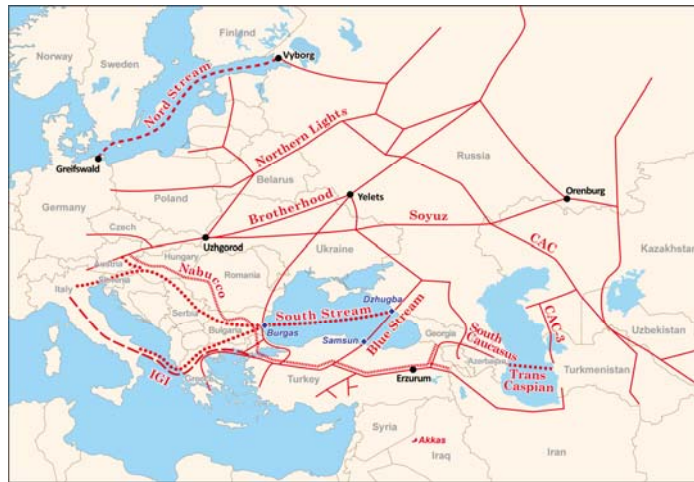 Norway
Sweden
Finland
Vyborg
Nord Stream
Greifswald
Northern Lights
Russia
Belarus
Poland
Germany
Brotherhood
Yelets
Orenburg
Czech
Uzhgorod
Soyuz
CAC
Ukraine
Kazakhstan
Austria
Hungary
Slovenia
Nabucco
Romania
Italy
Serbia
South Stream
Dzhugba
Bulgaria
Burgas
Samsun
Blue Stream
Georgia
South
Caucasus
CAC-3
Uzbekistan
Azerbaijan
Trans
Caspian
Turkmenistan
IGI
Greece
Turkey
Erzurum
Syria
Akkas
Iraq
Iran